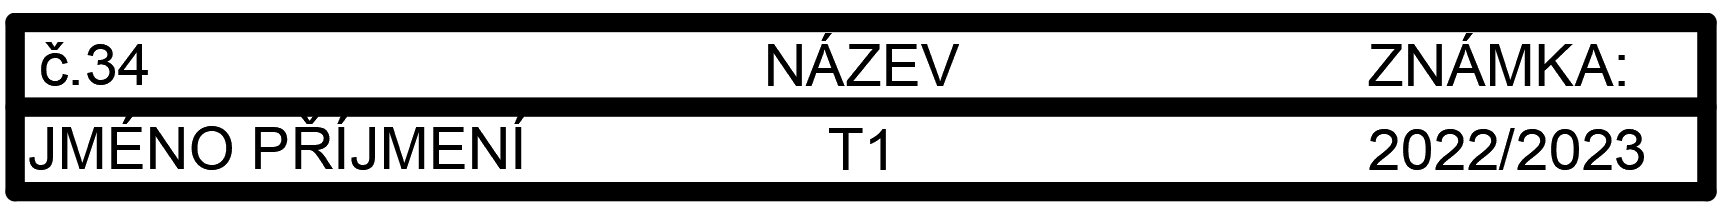 č.34 NÁZEV ZNÁMKA:
JMÉNO PŘÍJMENÍ T1 2022/2023